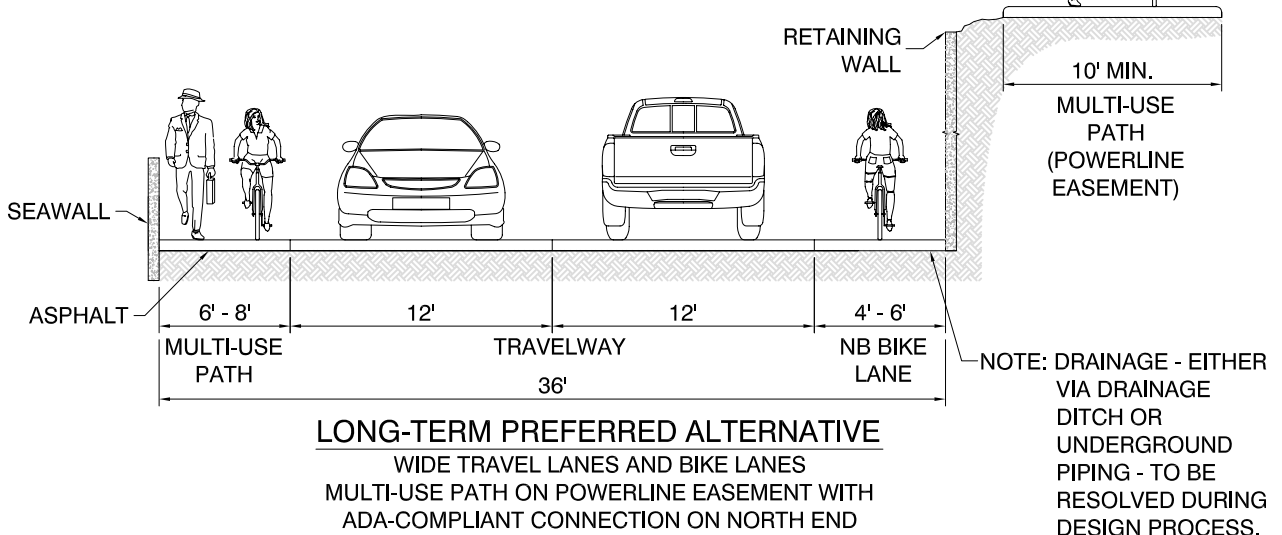 RETAINING
WALL
10' MIN.
MULTI-USE
PATH
(POWERLINE
EASEMENT)
SEAWALL
ASPHALT
6' - 8'
12'
12'
4' - 6'
MULTI-USE
PATH
TRAVELWAY
NB BIKE
LANE
36'
NOTE: DRAINAGE - EITHER
VIA DRAINAGE
DITCH OR
UNDERGROUND
PIPING - TO BE
RESOLVED DURING
DESIGN PROCESS.
LONG-TERM PREFERRED ALTERNATIVE
WIDE TRAVEL LANES AND BIKE LANES
MULTI-USE PATH ON POWERLINE EASEMENT WITH
ADA-COMPLIANT CONNECTION ON NORTH END